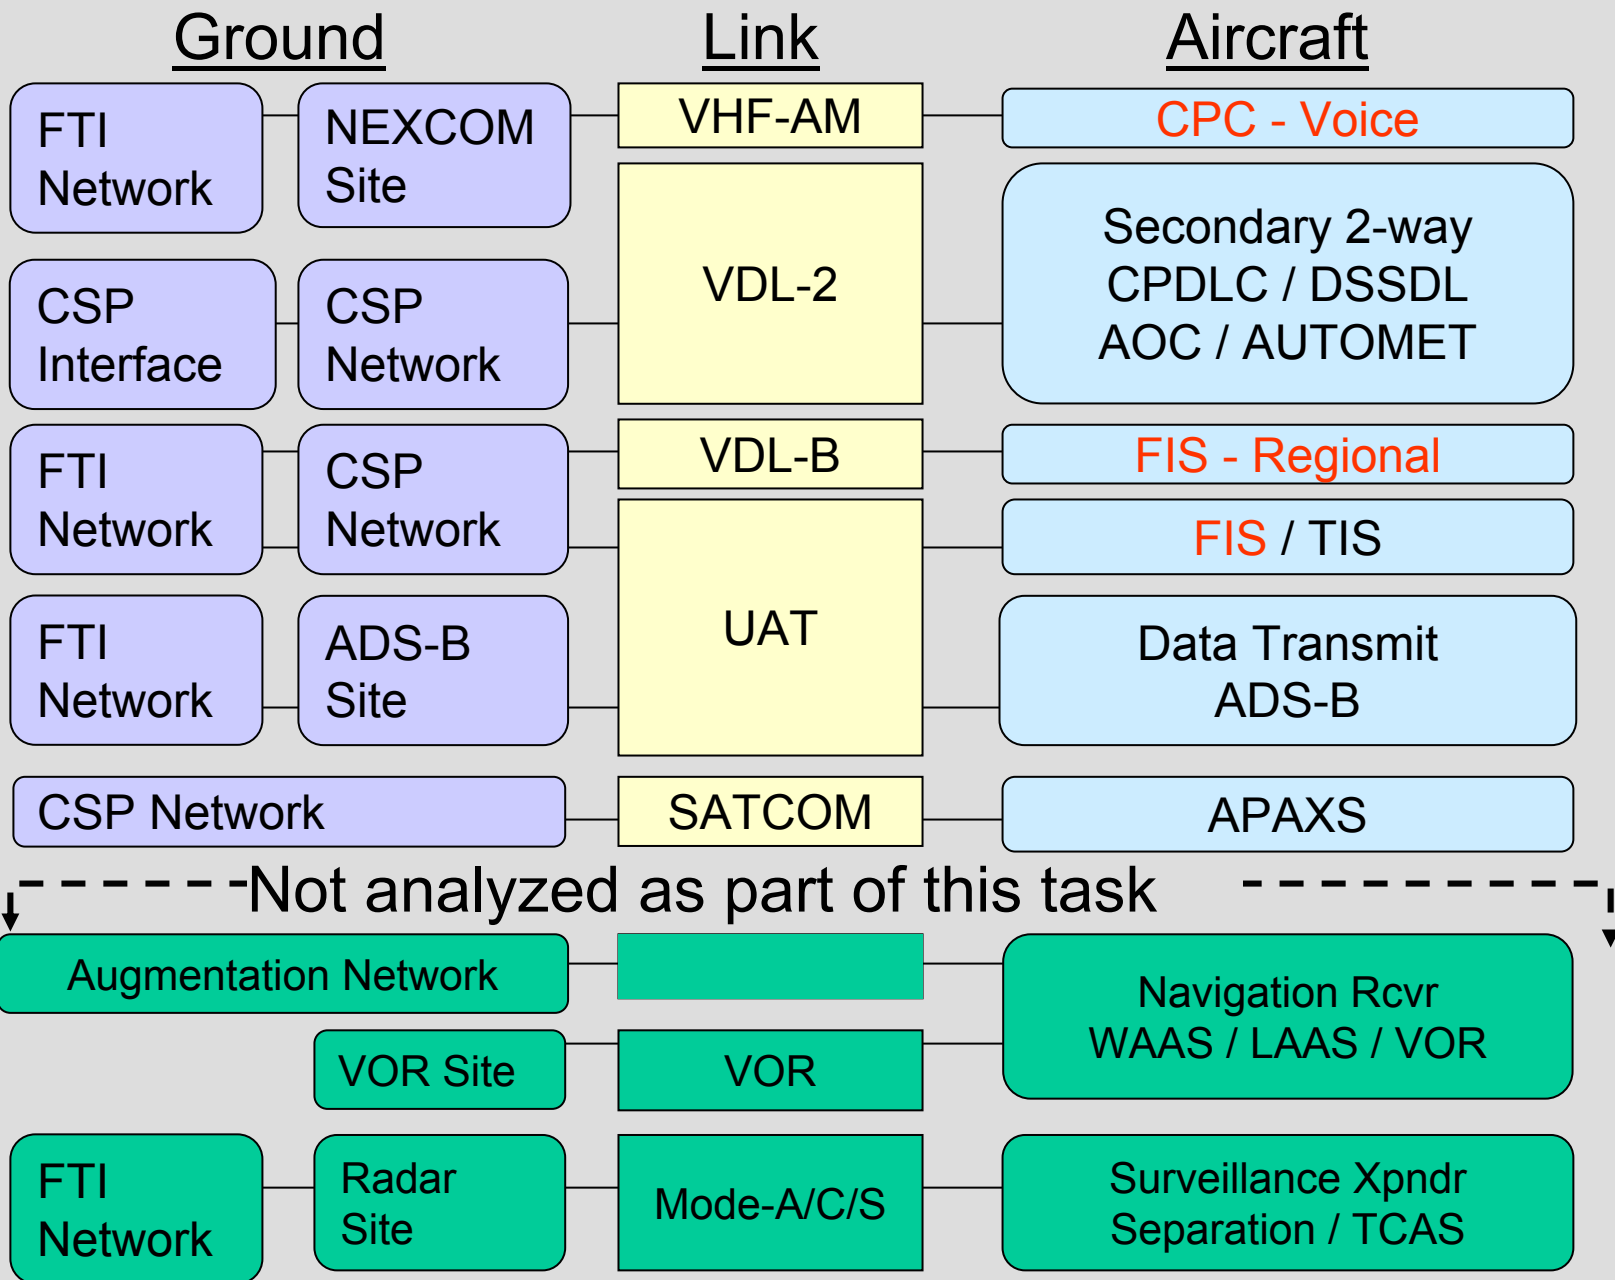 Ground
Link
Aircraft
FTI
Network
NEXCOM
Site
VHF-AM
CPC - Voice
CSP
Interface
CSP
Network
VDL-2
Secondary 2-way
CPDLC / DSSDL
AOC / AUTOMET
FTI
Network
CSP
Network
VDL-B
FIS - Regional
FIS / TIS
FTI
Network
ADS-B
Site
UAT
Data Transmit
ADS-B
CSP Network
SATCOM
APAXS
Not analyzed as part of this task
Augmentation Network
Navigation Rcvr
WAAS / LAAS / VOR
VOR Site
VOR
FTI
Network
Radar
Site
Mode-A/C/S
Surveillance Xpndr
Separation / TCAS